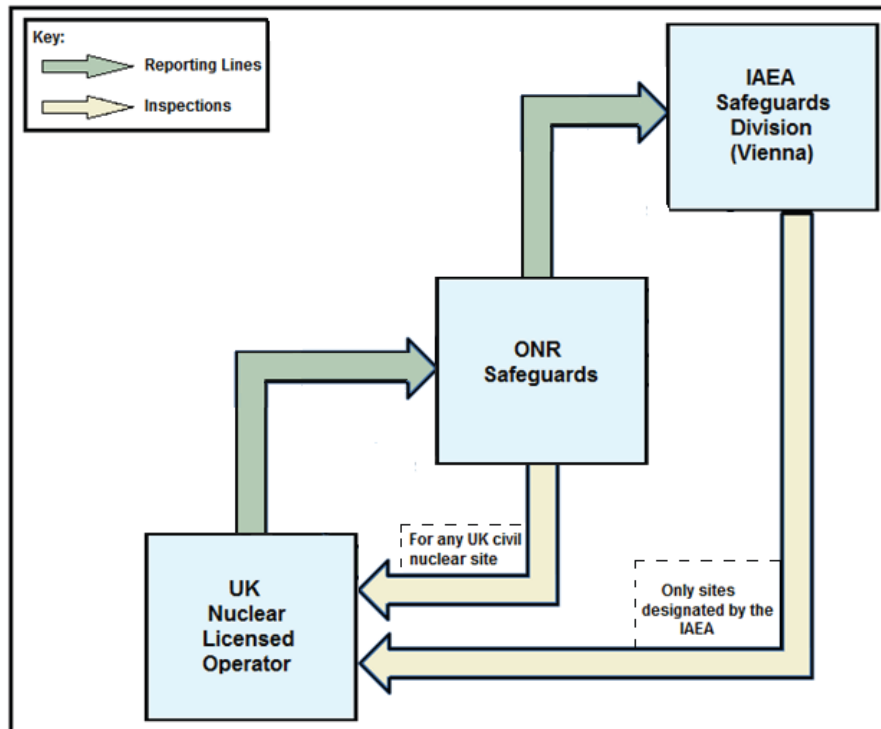 Key:
Reporting Lines
Inspections
IAEA
Safeguards
Division
(Vienna)
ONR
Safeguards
For any UK civil
nuclear site
UK
Nuclear
Licensed
Operator
Only sites
designated by the
IAEA